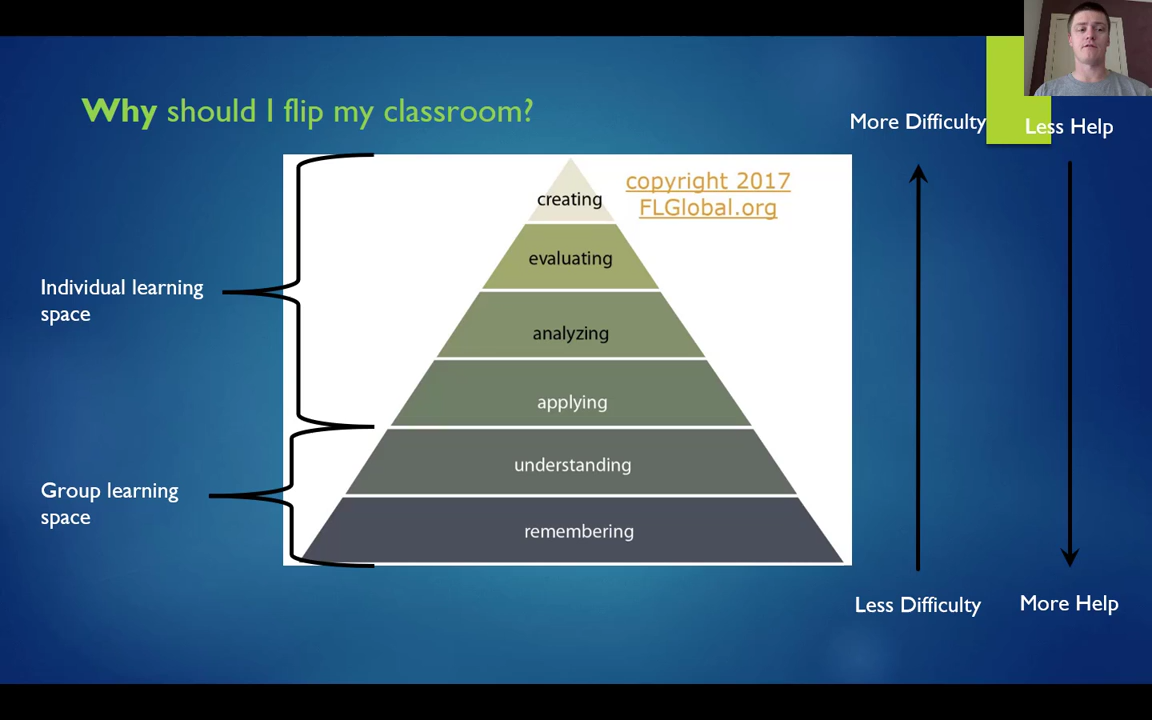 Why should I flip my classroom?
More Difficulty
Less Help
copyright 2017
FLGlobal.org
creating
evaluating
Individual learning
space
analyzing
applying
understanding
Group learning
space
remembering
Less Difficulty
More Help